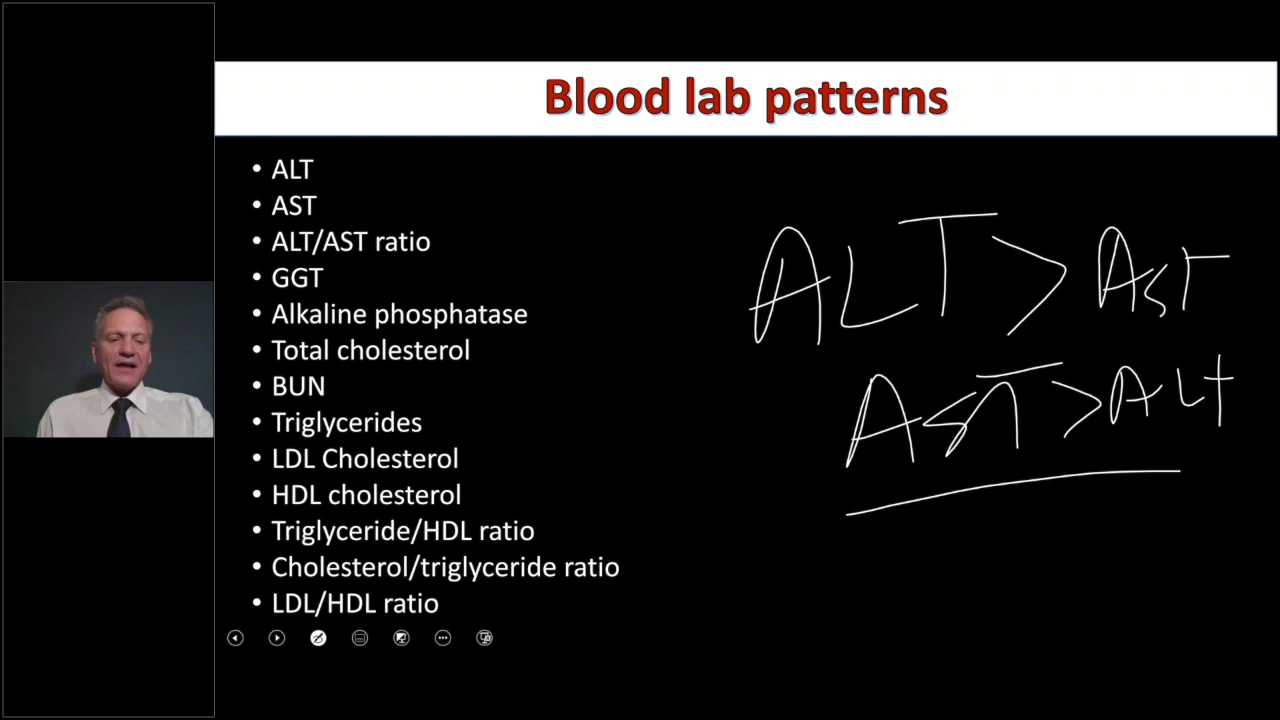 Blood lab patterns
• ALT
• AST
• ALT/AST ratio
• GGT
• Alkaline phosphatase
• Total cholesterol
• BUN
• Triglycerides
• LDL Cholesterol
• HDL cholesterol
• Triglyceride/HDL ratio
• Cholesterol/triglyceride ratio
• LDL/HDL ratio
ALT > AST
AST > ALT